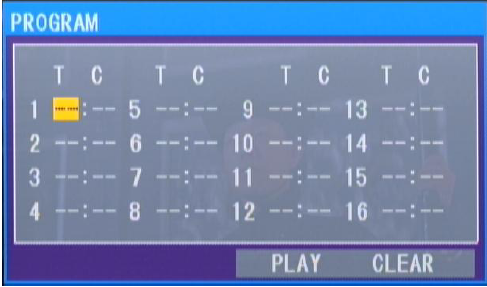 PROGRAM
T C T C T C T C
1 --:-- 5 --:-- 9 --:-- 13 --:--
2 --:-- 6 --:-- 10 --:-- 14 --:--
3 --:-- 7 --:-- 11 --:-- 15 --:--
4 --:-- 8 --:-- 12 --:-- 16 --:--
PLAY CLEAR